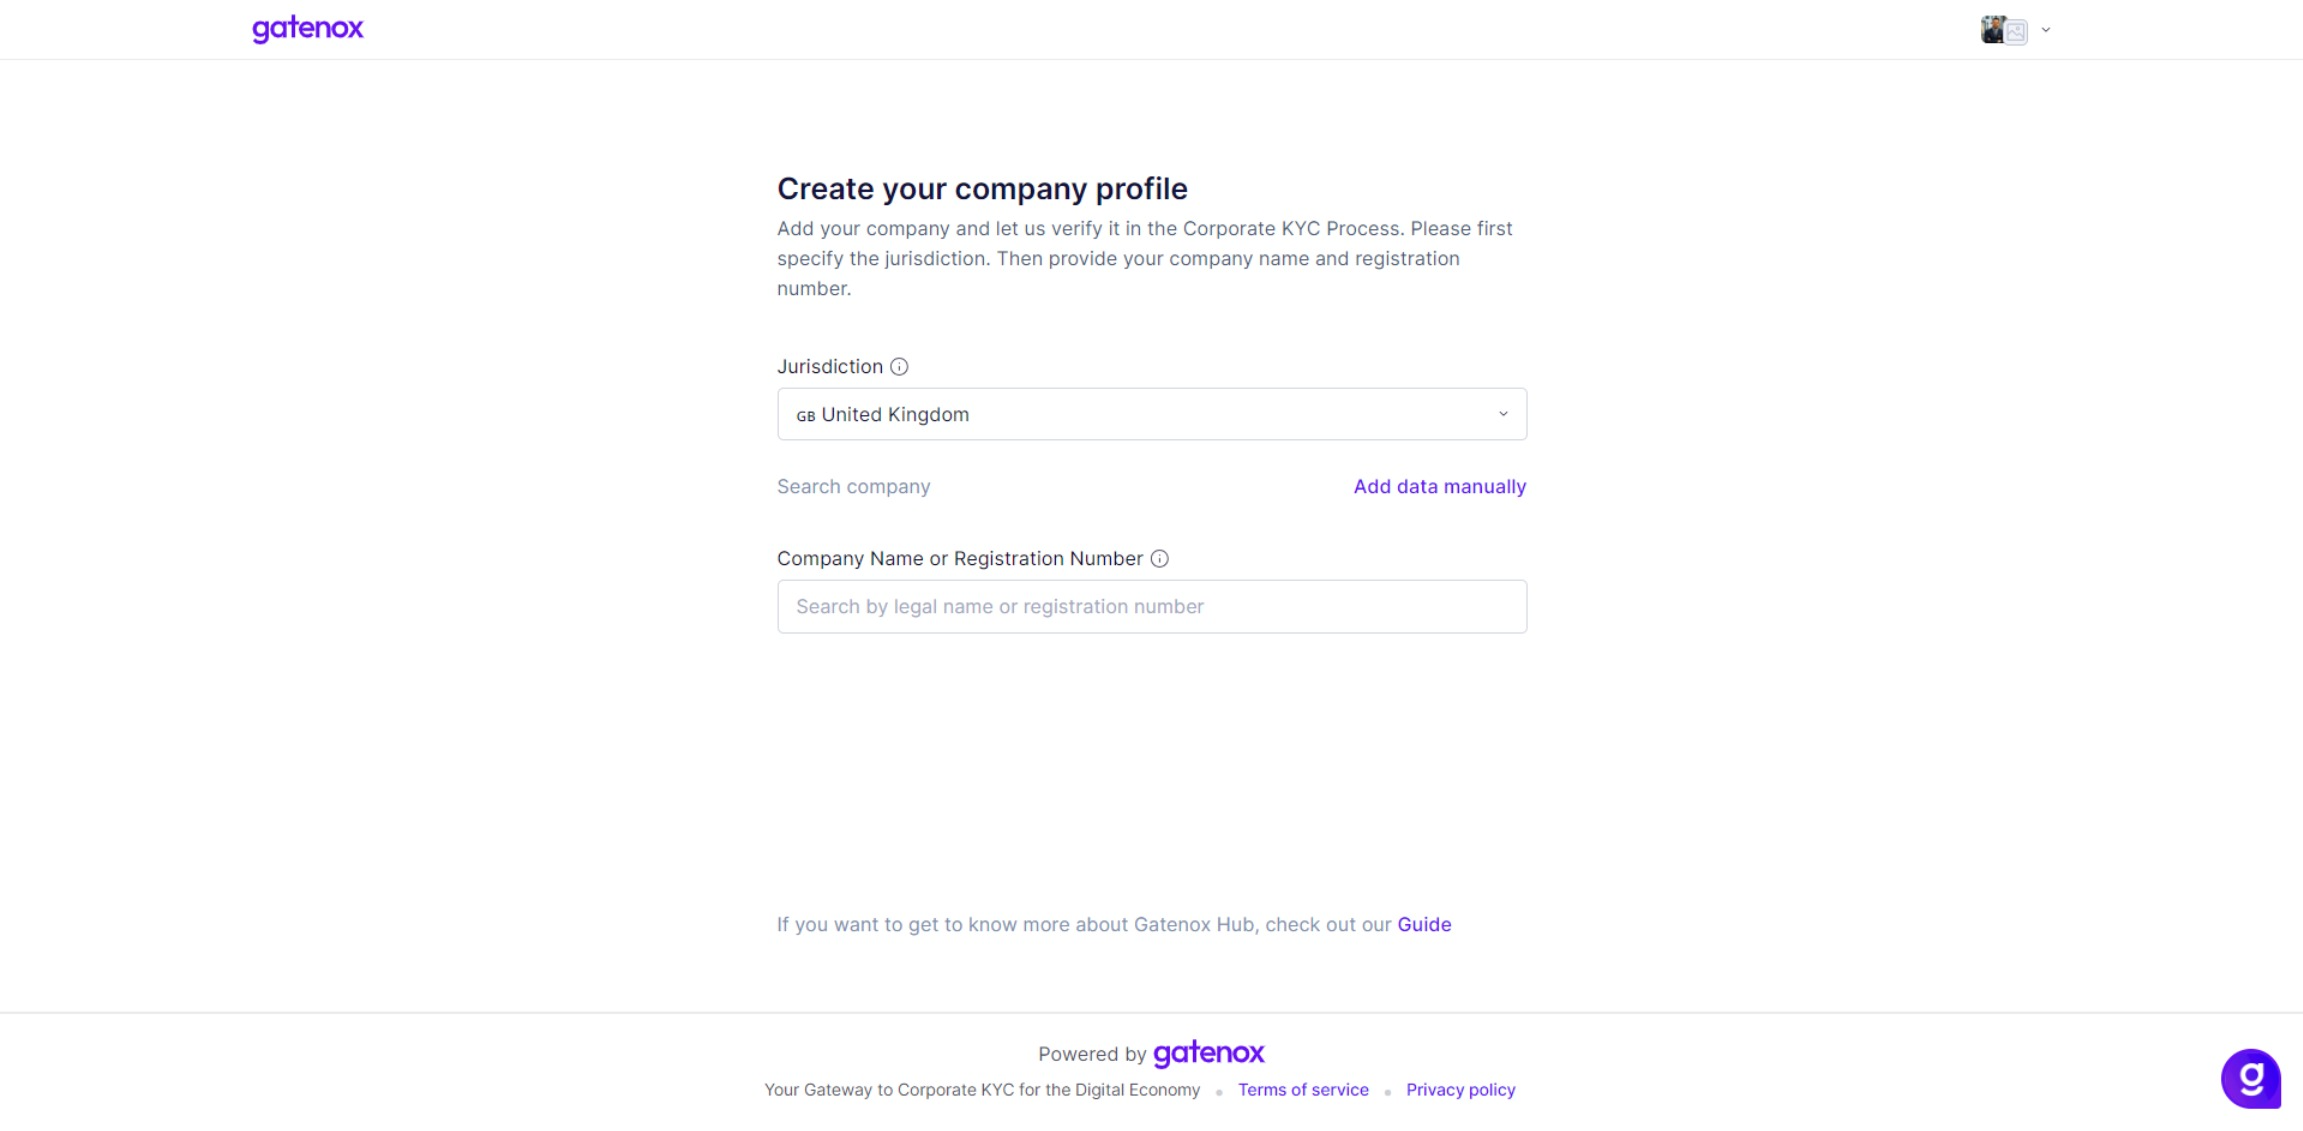 gatenox
Create your company profile
Add your company and let us verify it in the Corporate KYC Process. Please first
specify the jurisdiction. Then provide your company name and registration
number.
Jurisdiction
GB United Kingdom
Search company Add data manually
Company Name or Registration Number
Search by legal name or registration number
If you want to get to know more about Gatenox Hub, check out our Guide
Powered by gatenox
Your Gateway to Corporate KYC for the Digital Economy • Terms of service • Privacy policy
g